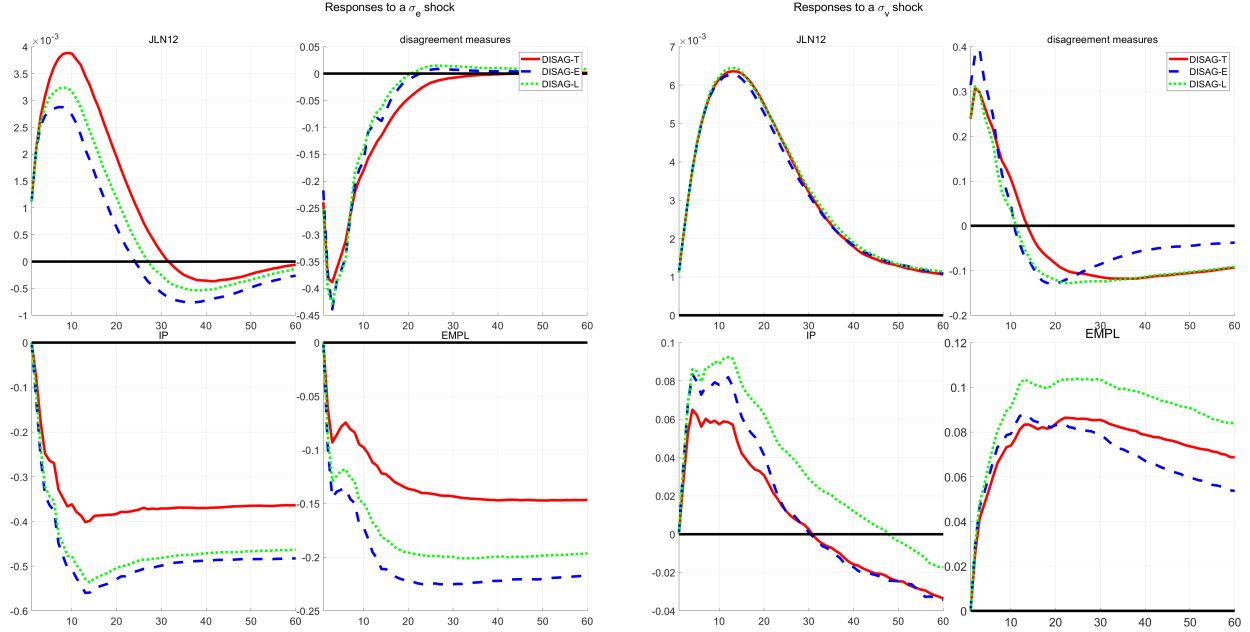 Responses to a σe shock
Responses to a σv shock
×10⁻³
JLN12
4
3.5
3
2.5
2
1.5
1
0.5
0
-0.5
-1
10 20 30 40 50 60
disagreement measures
DISAG-T
DISAG-E
DISAG-L
0.05
0
-0.05
-0.1
-0.15
-0.2
-0.25
-0.3
-0.35
-0.4
-0.45
10 20 30 40 50 60
×10⁻³
JLN12
7
6
5
4
3
2
1
0
10 20 30 40 50 60
disagreement measures
DISAG-T
DISAG-E
DISAG-L
0.4
0.3
0.2
0.1
0
-0.1
-0.2
10 20 30 40 50 60
IP
0
-0.1
-0.2
-0.3
-0.4
-0.5
-0.6
10 20 30 40 50 60
EMPL
0
-0.05
-0.1
-0.15
-0.2
-0.25
10 20 30 40 50 60
IP
0.1
0.08
0.06
0.04
0.02
0
-0.02
-0.04
10 20 30 40 50 60
EMPL
0.12
0.1
0.08
0.06
0.04
0.02
0
10 20 30 40 50 60